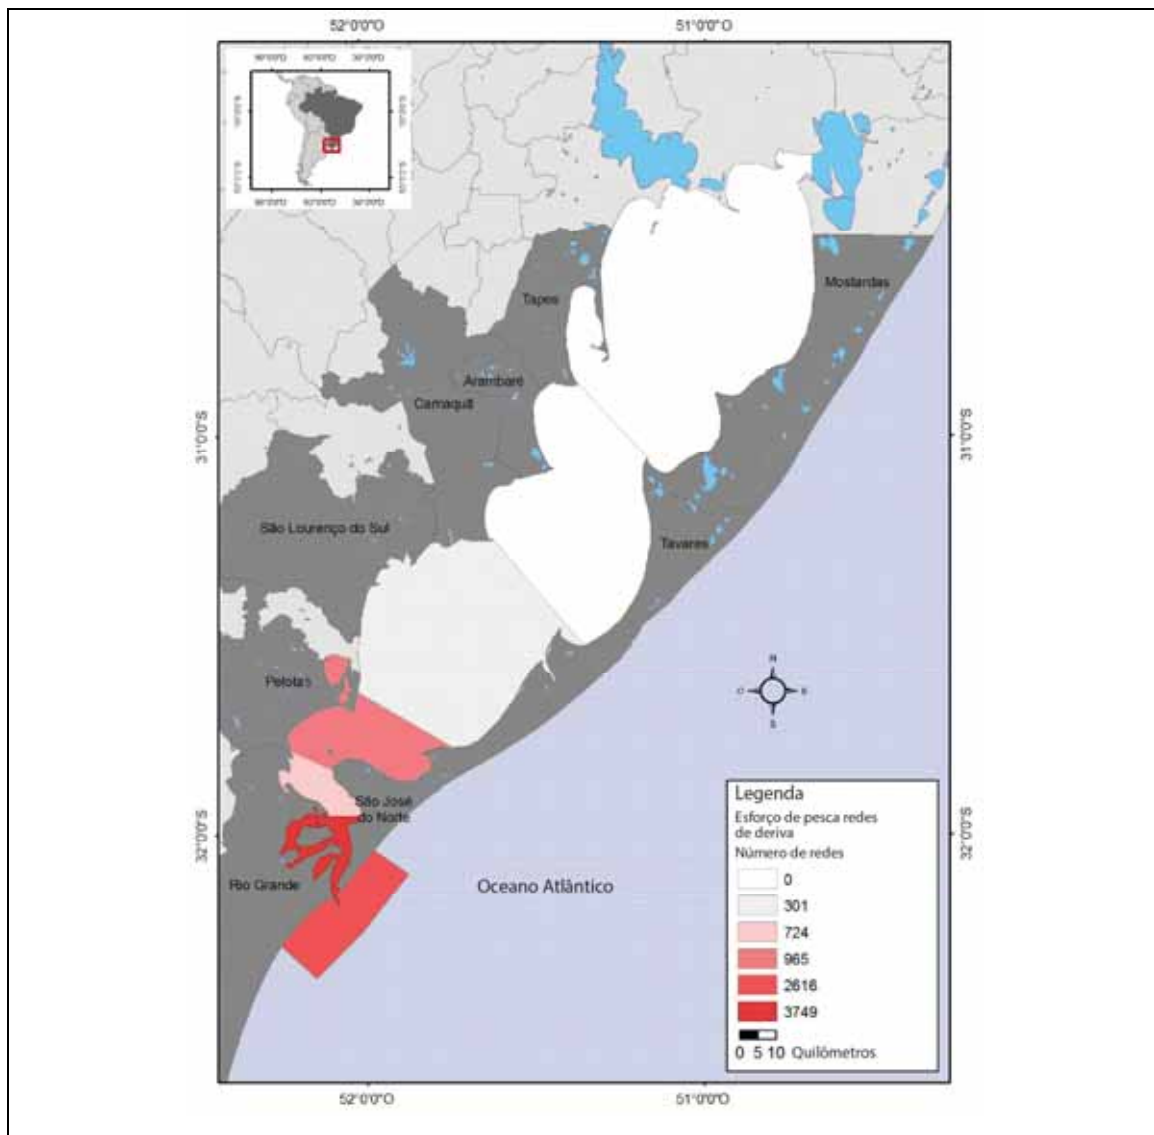 52°0'0"O
51°0'0"O
Tapes
Mostardas
Arambaré
Camaquã
31°0'0"S
31°0'0"S
São Lourenço do Sul
Tavares
Pelotas
N
O
E
S
São José
do Norte
32°0'0"S
32°0'0"S
Rio Grande
Oceano Atlântico
Legenda
Esforço de pesca redes
de deriva
Número de redes
0
301
724
965
2616
3749
0 5 10 Quilômetros
52°0'0"O
51°0'0"O